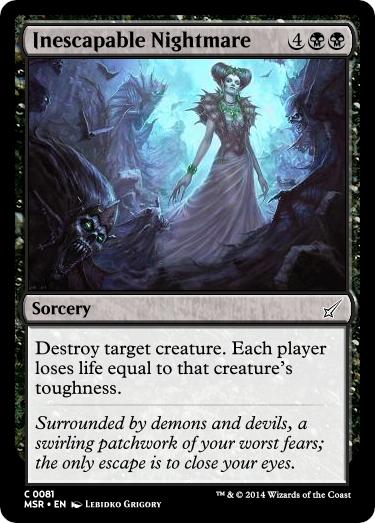 Inescapable Nightmare 4
Sorcery
Destroy target creature. Each player
loses life equal to that creature's
toughness.
Surrounded by demons and devils, a
swirling patchwork of your worst fears;
the only escape is to close your eyes.
C 0081
MSR • EN Lebidko Grigory
™ & © 2014 Wizards of the Coast